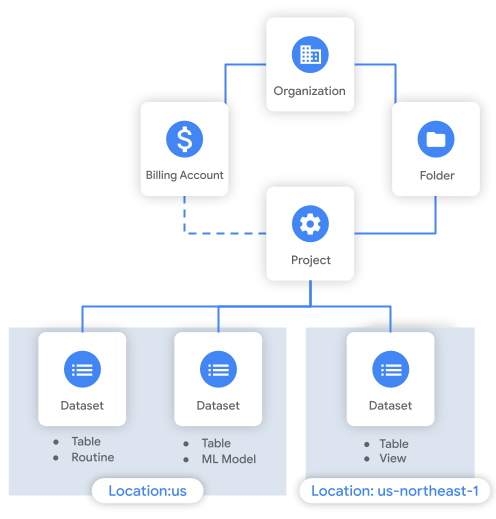 Organization
Billing Account
Folder
Project
Dataset
Dataset
Dataset
• Table
• Routine
• Table
• ML Model
• Table
• View
Location:us
Location: us-northeast-1